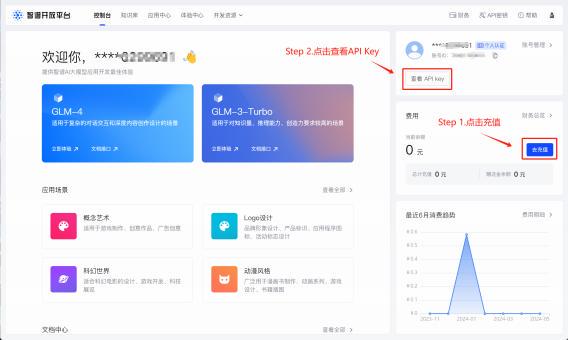 智谱开放平台
控制台 知识库 应用中心 体验中心 开发资源
财务 API密钥 帮助
欢迎你，****
提供智谱AI大模型应用开发最佳体验
GLM-4
适用于复杂的对话交互和深度内容创作设计的场景
立即体验 文档接口
GLM-3-Turbo
适用于对知识量、推理能力、创造力要求较高的场景
立即体验 文档接口
应用场景 查看全部
概念艺术
适用于游戏制作、创意作品、广告创意
Logo设计
品牌形象设计、产品标识、应用程序图标、活动标志设计
科幻世界
适合科幻电影的设计、游戏开发、科技展览
动漫风格
广泛用于漫画书制作、动画系列、游戏设计、书籍插图
文档中心 查看全部
Step 2.点击查看API Key
个人认证 账号管理
账号ID:
查看 API key
Step 1.点击充值
费用 财务总览
当前余额
0 元
去充值
总计充值 0 元 赠送金余额 0 元
最近6月消费趋势 费用明细
¥0.6
¥0.5
¥0.4
¥0.3
¥0.2
¥0.1
¥0
2023-11 2024-01 2024-03 2024-05